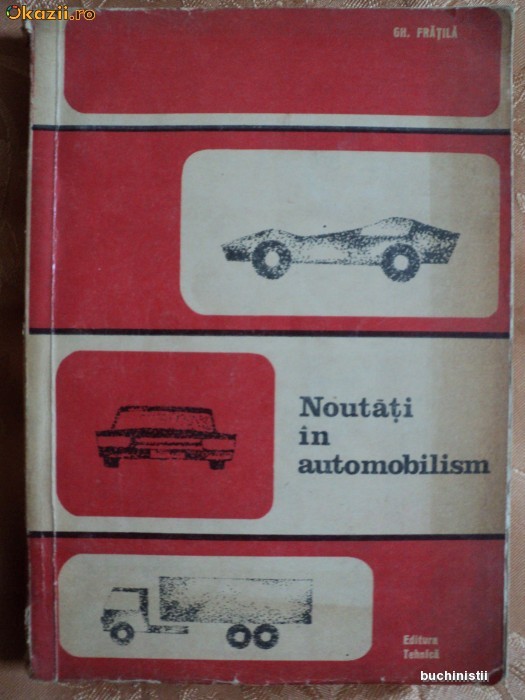 Okazii.ro
GH. FRĂȚILĂ
Noutăți
în
automobilism
Editura
Tehnică
buchinistii